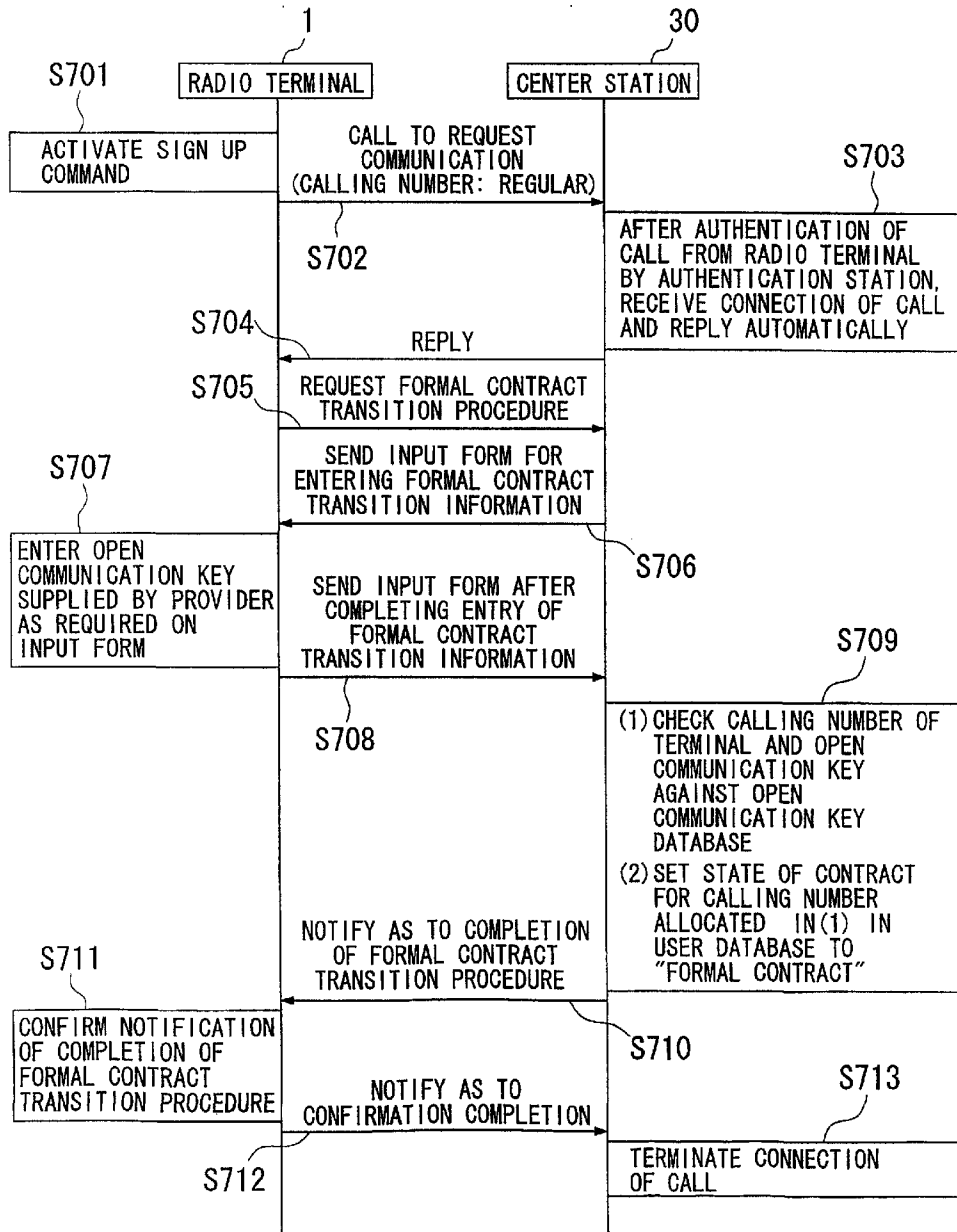 1
30
S701
RADIO TERMINAL
CENTER STATION
ACTIVATE SIGN UP
COMMAND
CALL TO REQUEST
COMMUNICATION
(CALLING NUMBER: REGULAR)
S702
S703
AFTER AUTHENTICATION OF
CALL FROM RADIO TERMINAL
BY AUTHENTICATION STATION,
RECEIVE CONNECTION OF CALL
AND REPLY AUTOMATICALLY
S704
REPLY
S705
REQUEST FORMAL CONTRACT
TRANSITION PROCEDURE
SEND INPUT FORM FOR
ENTERING FORMAL CONTRACT
TRANSITION INFORMATION
S706
S707
ENTER OPEN
COMMUNICATION KEY
SUPPLIED BY PROVIDER
AS REQUIRED ON
INPUT FORM
SEND INPUT FORM AFTER
COMPLETING ENTRY OF
FORMAL CONTRACT
TRANSITION INFORMATION
S708
S709
(1) CHECK CALLING NUMBER OF
TERMINAL AND OPEN
COMMUNICATION KEY
AGAINST OPEN
COMMUNICATION KEY
DATABASE
(2) SET STATE OF CONTRACT
FOR CALLING NUMBER
ALLOCATED IN(1) IN
USER DATABASE TO
"FORMAL CONTRACT"
NOTIFY AS TO COMPLETION
OF FORMAL CONTRACT
TRANSITION PROCEDURE
S710
S711
CONFIRM NOTIFICATION
OF COMPLETION OF
FORMAL CONTRACT
TRANSITION PROCEDURE
NOTIFY AS TO
CONFIRMATION COMPLETION
S712
S713
TERMINATE CONNECTION
OF CALL